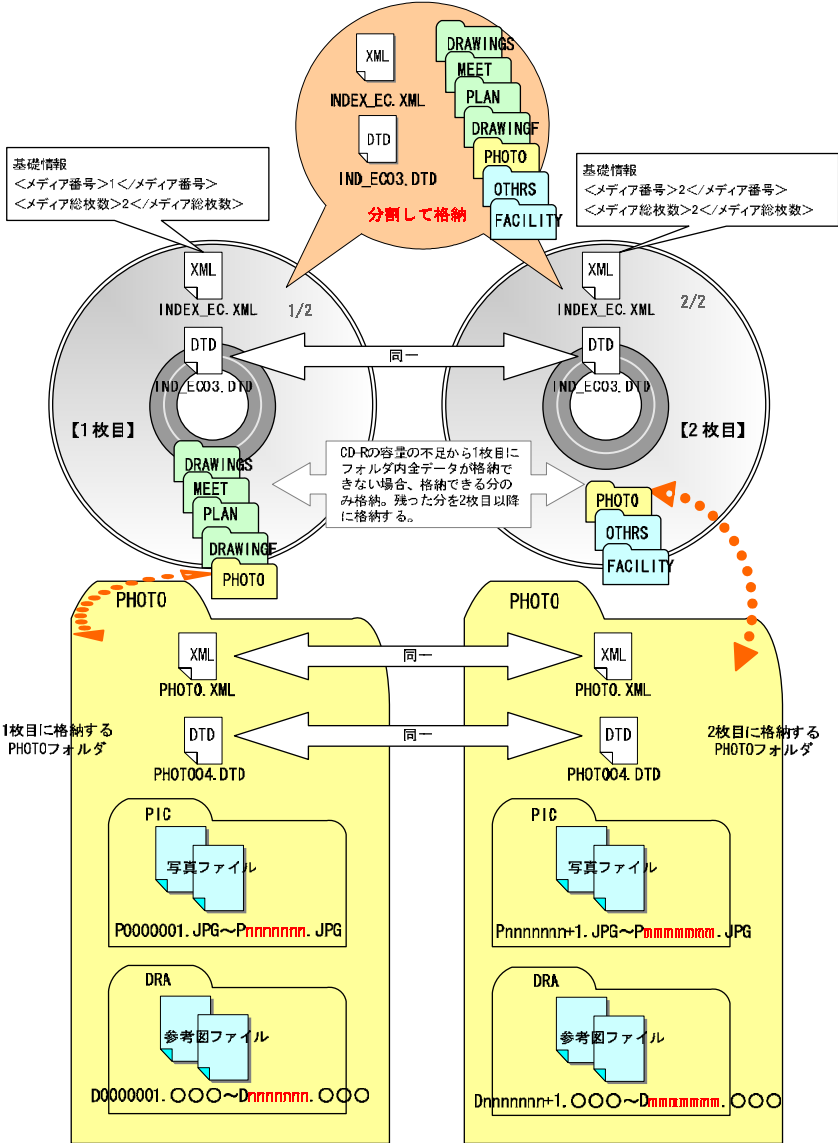 XML
INDEX_EC.XML
DTD
IND_EC03.DTD
分割して格納
DRAWINGS
MEET
PLAN
DRAWINGF
PHOTO
OTHRS
FACILITY
基礎情報
<メディア番号>1</メディア番号>
<メディア総枚数>2</メディア総枚数>
基礎情報
<メディア番号>2</メディア番号>
<メディア総枚数>2</メディア総枚数>
XML
INDEX_EC.XML
1/2
DTD
IND_EC03.DTD
【1枚目】
同一
XML
INDEX_EC.XML
2/2
DTD
IND_EC03.DTD
【2枚目】
DRAWINGS
MEET
PLAN
DRAWINGF
PHOTO
CD-Rの容量の不足から1枚目に
フォルダ内全データが格納で
きない場合、格納できる分の
み格納。残った分を2枚目以降
に格納する。
PHOTO
OTHRS
FACILITY
PHOTO
XML
PHOTO.XML
同一
1枚目に格納する
PHOTOフォルダ
DTD
PHOTO04.DTD
同一
PIC
写真ファイル
P0000001.JPG～Pnnnnnnn.JPG
DRA
参考図ファイル
D0000001.○○○～Dnnnnnnn.○○○
PHOTO
XML
PHOTO.XML
DTD
PHOTO04.DTD
2枚目に格納する
PHOTOフォルダ
PIC
写真ファイル
Pnnnnnnn+1.JPG～Pmmmmmmm.JPG
DRA
参考図ファイル
Dnnnnnnn+1.○○○～Dmmmmmmm.○○○